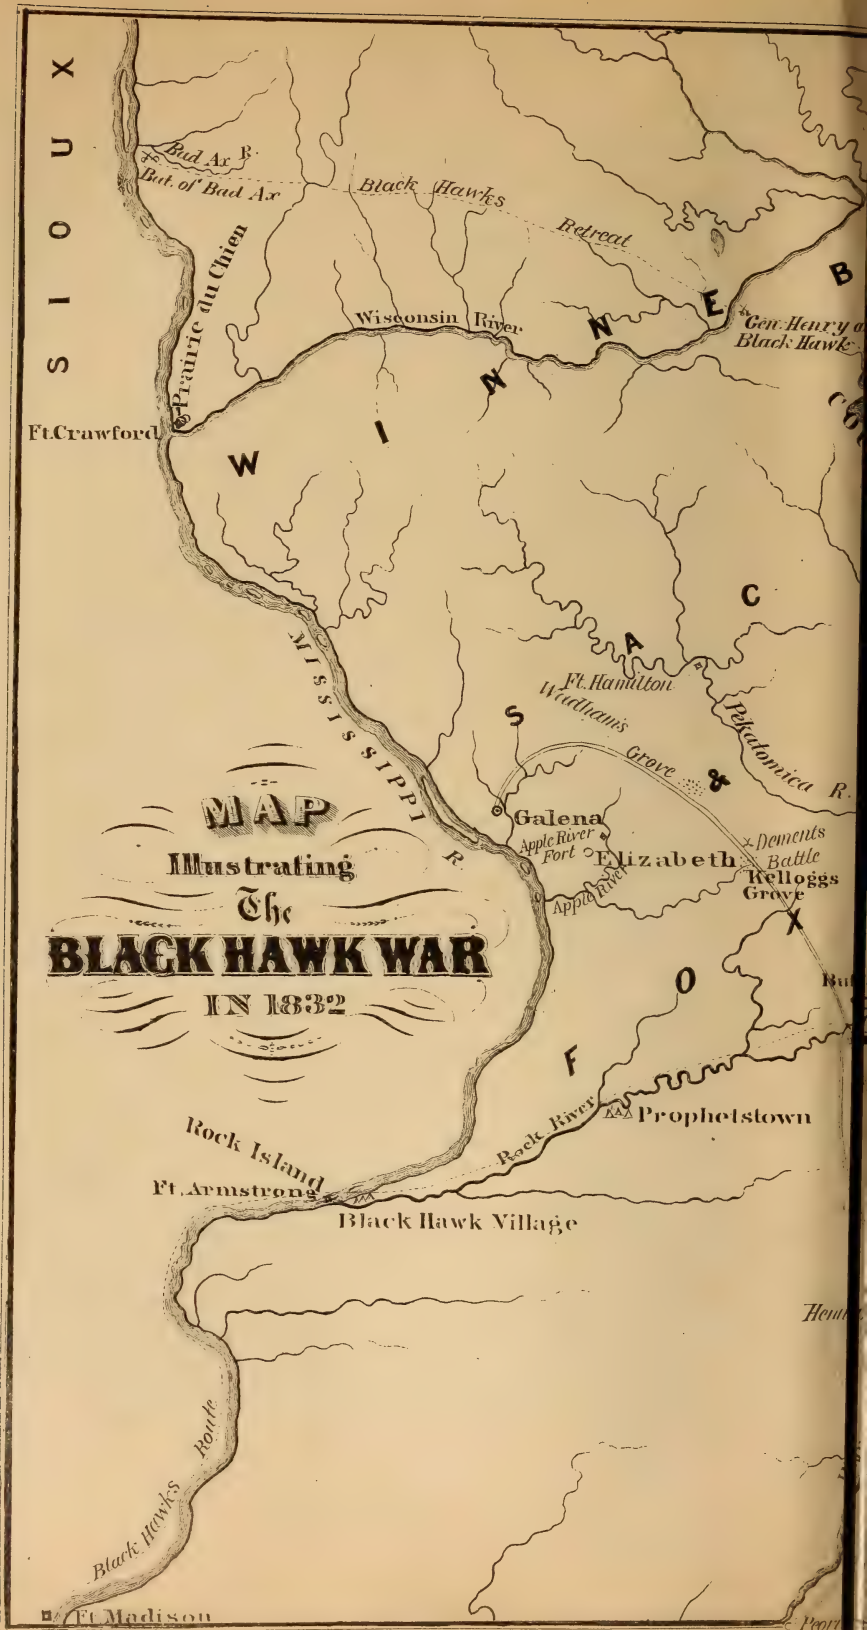 SIOUX
Bad Ax R.
Bat. of Bad Ax
Black Hawks Retreat
Prairie du Chien
Wisconsin River
Gen. Henry
Black Hawk
Ft. Crawford
WINNEB
A C
S
& F O X
MISSISSIPPI R.
Ft. Hamilton
Wadhams Grove
Pekatomica R.
Galena
Apple River
Fort
Elizabeth
Apple River
Dements
Battle
Kelloggs
Grove
MAP
Illustrating
The
BLACK HAWK WAR
IN 1832
Rock River
Prophetstown
Rock Island
Ft. Armstrong
Black Hawk Village
Black Hawks Route
Ft. Madison